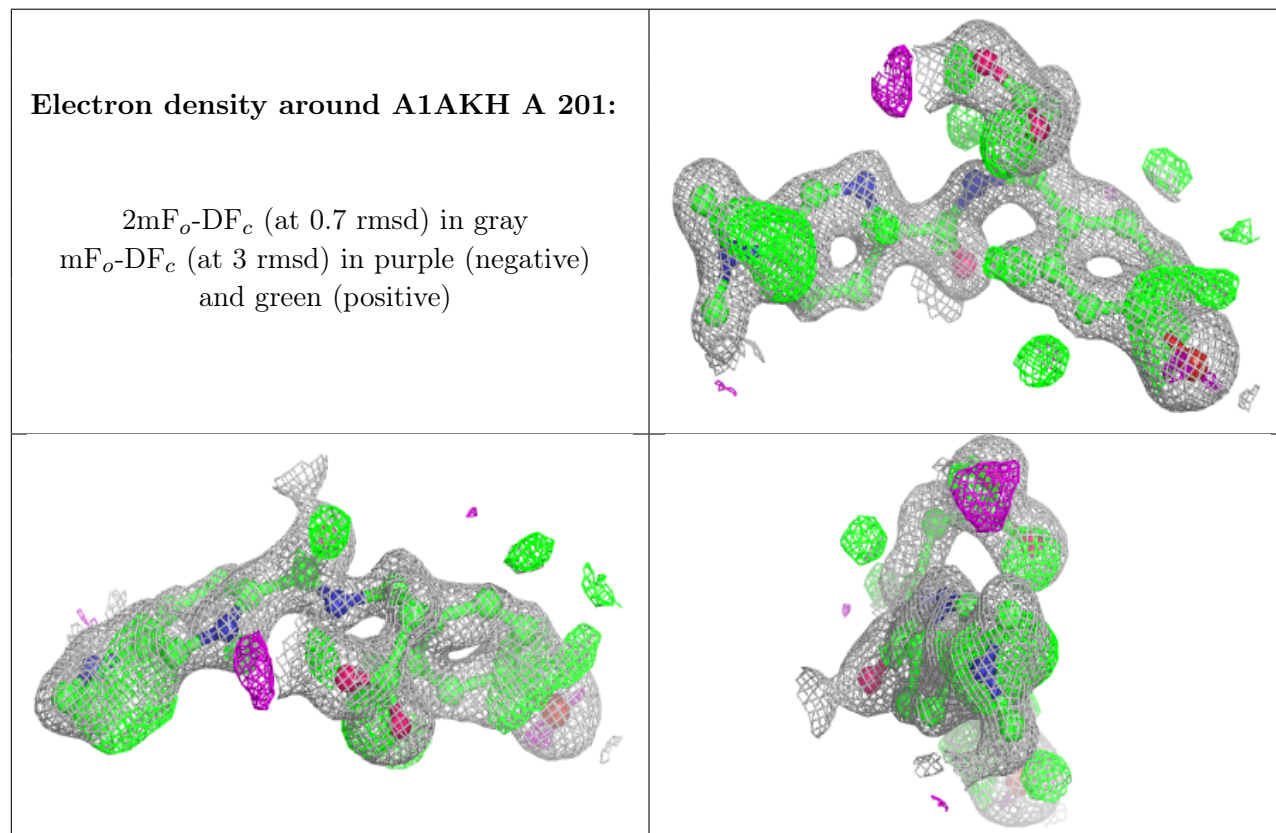 Electron density around A1AKH A 201:
2mFₒ-DF𝒸 (at 0.7 rmsd) in gray
mFₒ-DF𝒸 (at 3 rmsd) in purple (negative)
and green (positive)